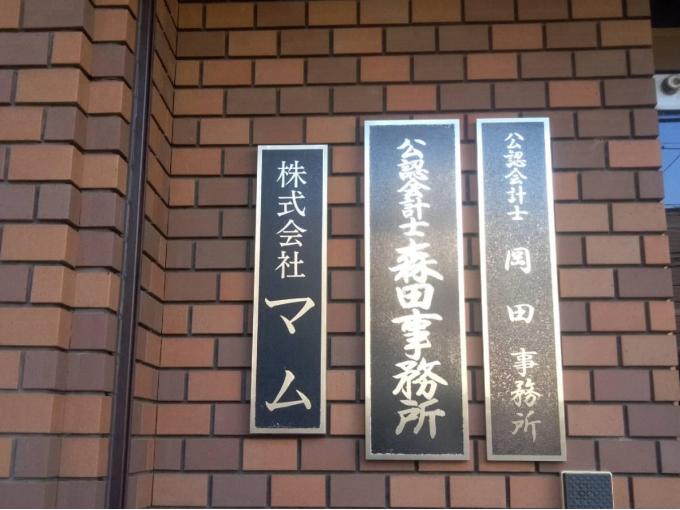 株式会社 マム
公認会計士 森田事務所
公認会計士 岡田事務所